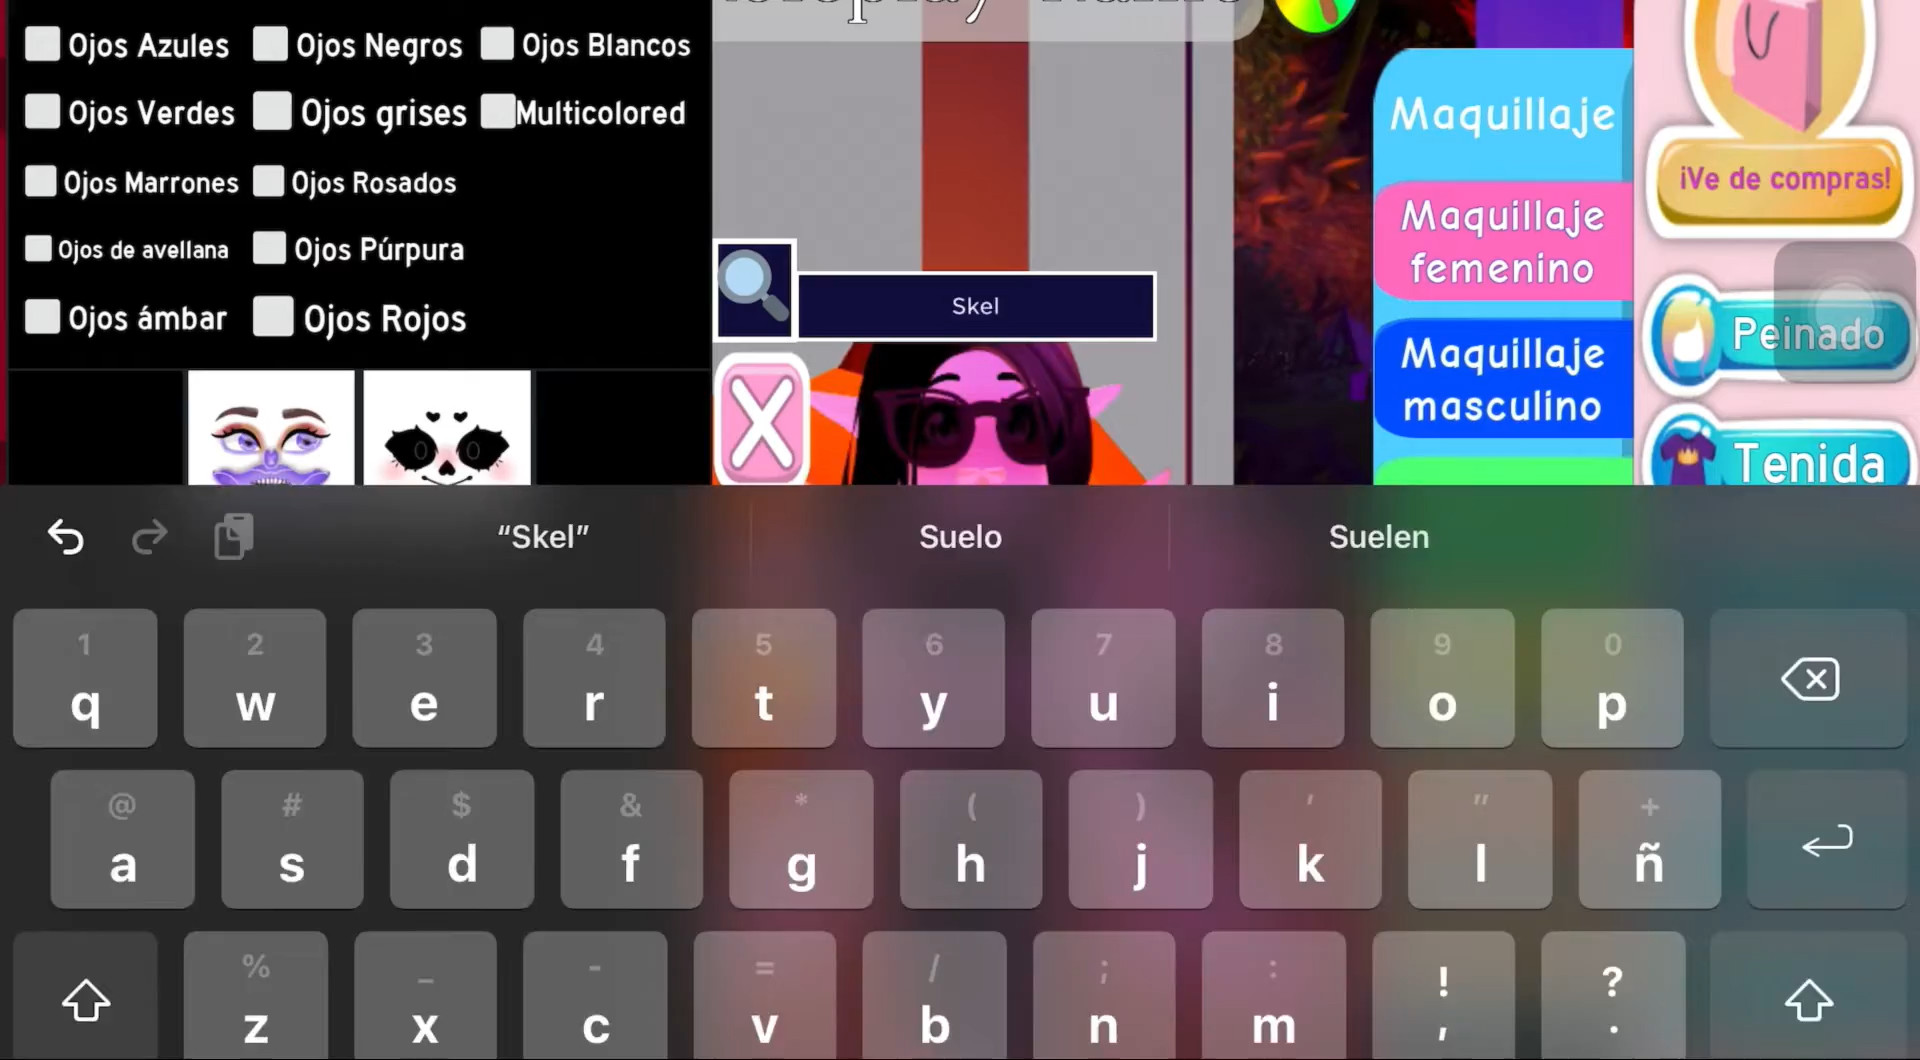 Ojos Azules Ojos Negros Ojos Blancos
Ojos Verdes Ojos grises Multicolored
Ojos Marrones Ojos Rosados
Ojos de avellana Ojos Púrpura
Ojos ámbar Ojos Rojos
Skel
X
Maquillaje
Maquillaje
femenino
Maquillaje
masculino
¡Ve de compras!
Peinado
Tenida
“Skel” Suelo Suelen
1 2 3 4 5 6 7 8 9 0
q w e r t y u i o p
@ # $ & * ( ) ' " +
a s d f g h j k l ñ
% _ - = / ; : ! ?
z x c v b n m , .